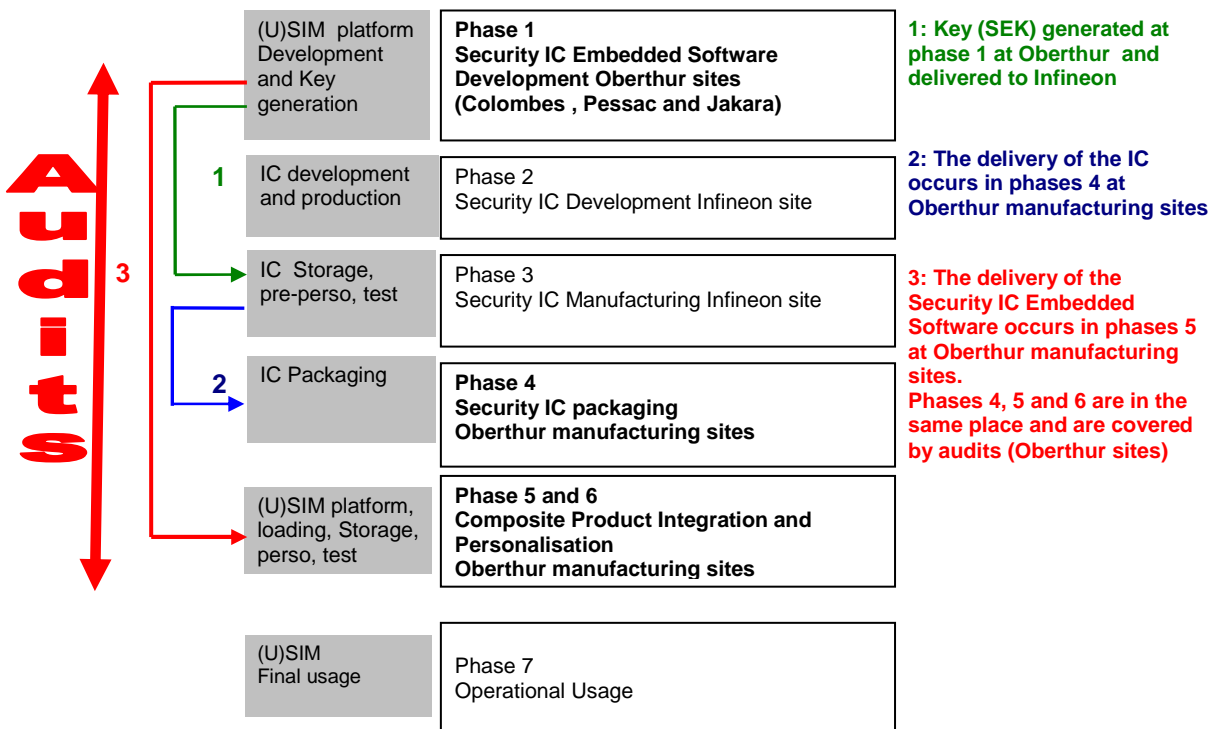 Audits
(U)SIM platform
Development
and Key
generation
Phase 1
Security IC Embedded Software
Development Oberthur sites
(Colombes , Pessac and Jakara)
1: Key (SEK) generated at
phase 1 at Oberthur and
delivered to Infineon
1
IC development
and production
Phase 2
Security IC Development Infineon site
2: The delivery of the IC
occurs in phases 4 at
Oberthur manufacturing sites
3
IC Storage,
pre-perso, test
Phase 3
Security IC Manufacturing Infineon site
3: The delivery of the
Security IC Embedded
Software occurs in phases 5
at Oberthur manufacturing
sites.
Phases 4, 5 and 6 are in the
same place and are covered
by audits (Oberthur sites)
2
IC Packaging
Phase 4
Security IC packaging
Oberthur manufacturing sites
(U)SIM platform,
loading, Storage,
perso, test
Phase 5 and 6
Composite Product Integration and
Personalisation
Oberthur manufacturing sites
(U)SIM
Final usage
Phase 7
Operational Usage